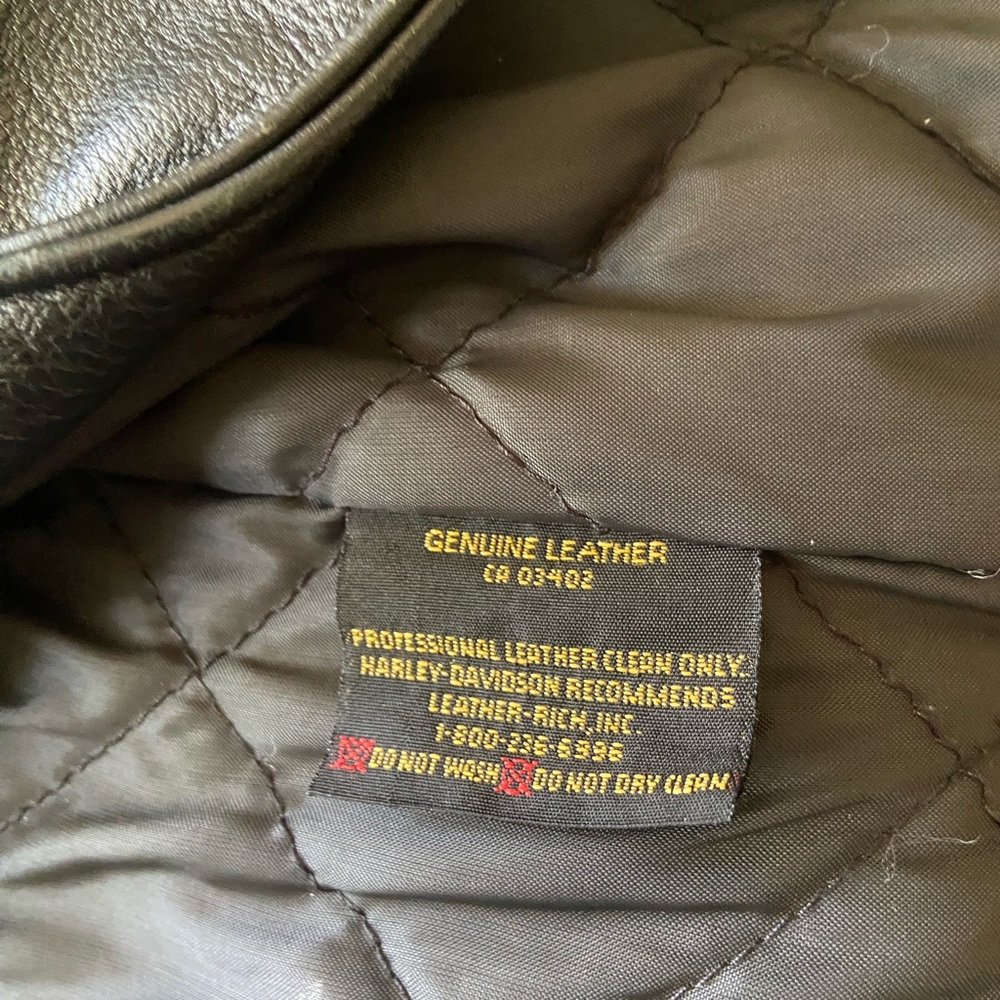 GENUINE LEATHER
CA 03402
PROFESSIONAL LEATHER CLEAN ONLY.
HARLEY-DAVIDSON RECOMMENDS
LEATHER-RICH, INC.
1-800-236-6996
DO NOT WASH DO NOT DRY CLEAN